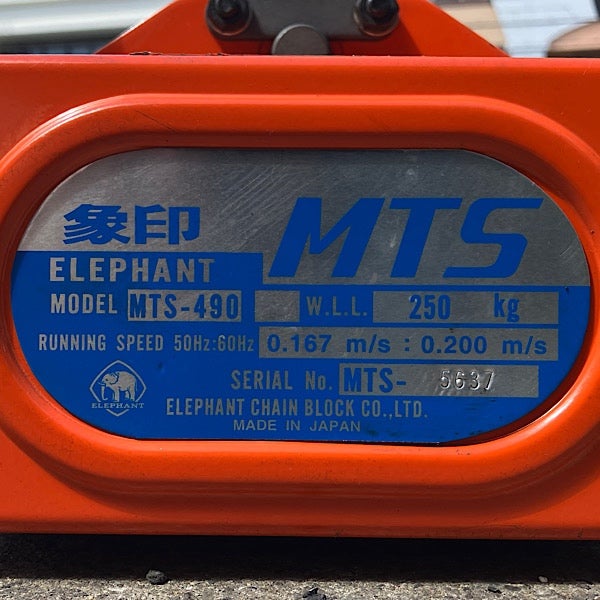 象印 MTS
ELEPHANT
MODEL MTS-490 W.L.L. 250 kg
RUNNING SPEED 50Hz:60Hz 0.167 m/s : 0.200 m/s
SERIAL No. MTS- 5637
ELEPHANT
ELEPHANT CHAIN BLOCK CO.,LTD.
MADE IN JAPAN